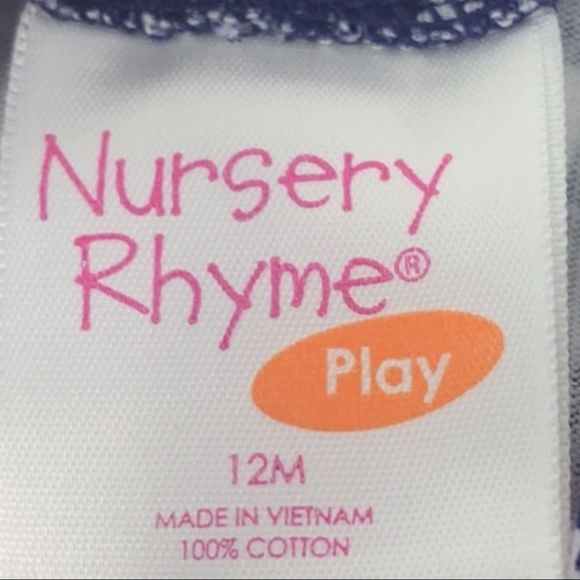 Nursery
Rhyme®
Play
12M
MADE IN VIETNAM
100% COTTON